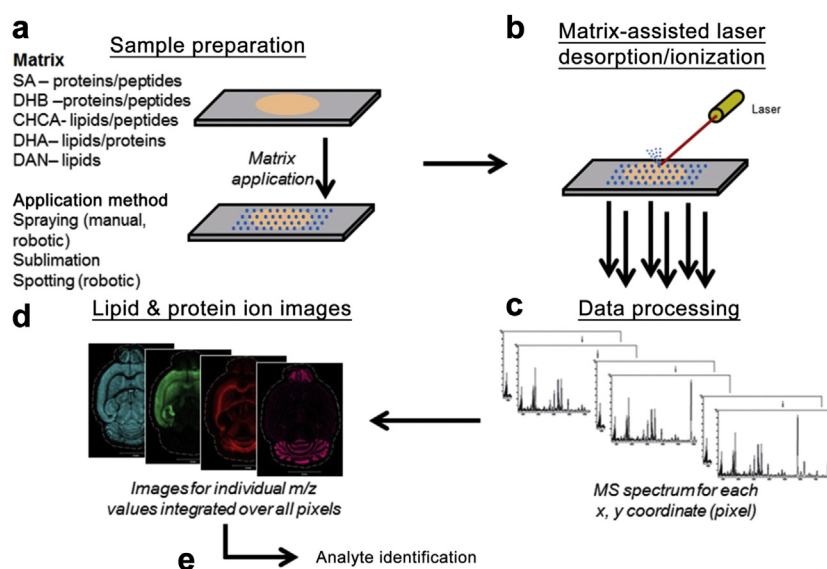 a
Sample preparation
Matrix
SA – proteins/peptides
DHB –proteins/peptides
CHCA- lipids/peptides
DHA– lipids/proteins
DAN– lipids
Matrix
application
Application method
Spraying (manual,
robotic)
Sublimation
Spotting (robotic)
b
Matrix-assisted laser
desorption/ionization
Laser
c
Data processing
MS spectrum for each
x, y coordinate (pixel)
d
Lipid & protein ion images
Images for individual m/z
values integrated over all pixels
e
Analyte identification